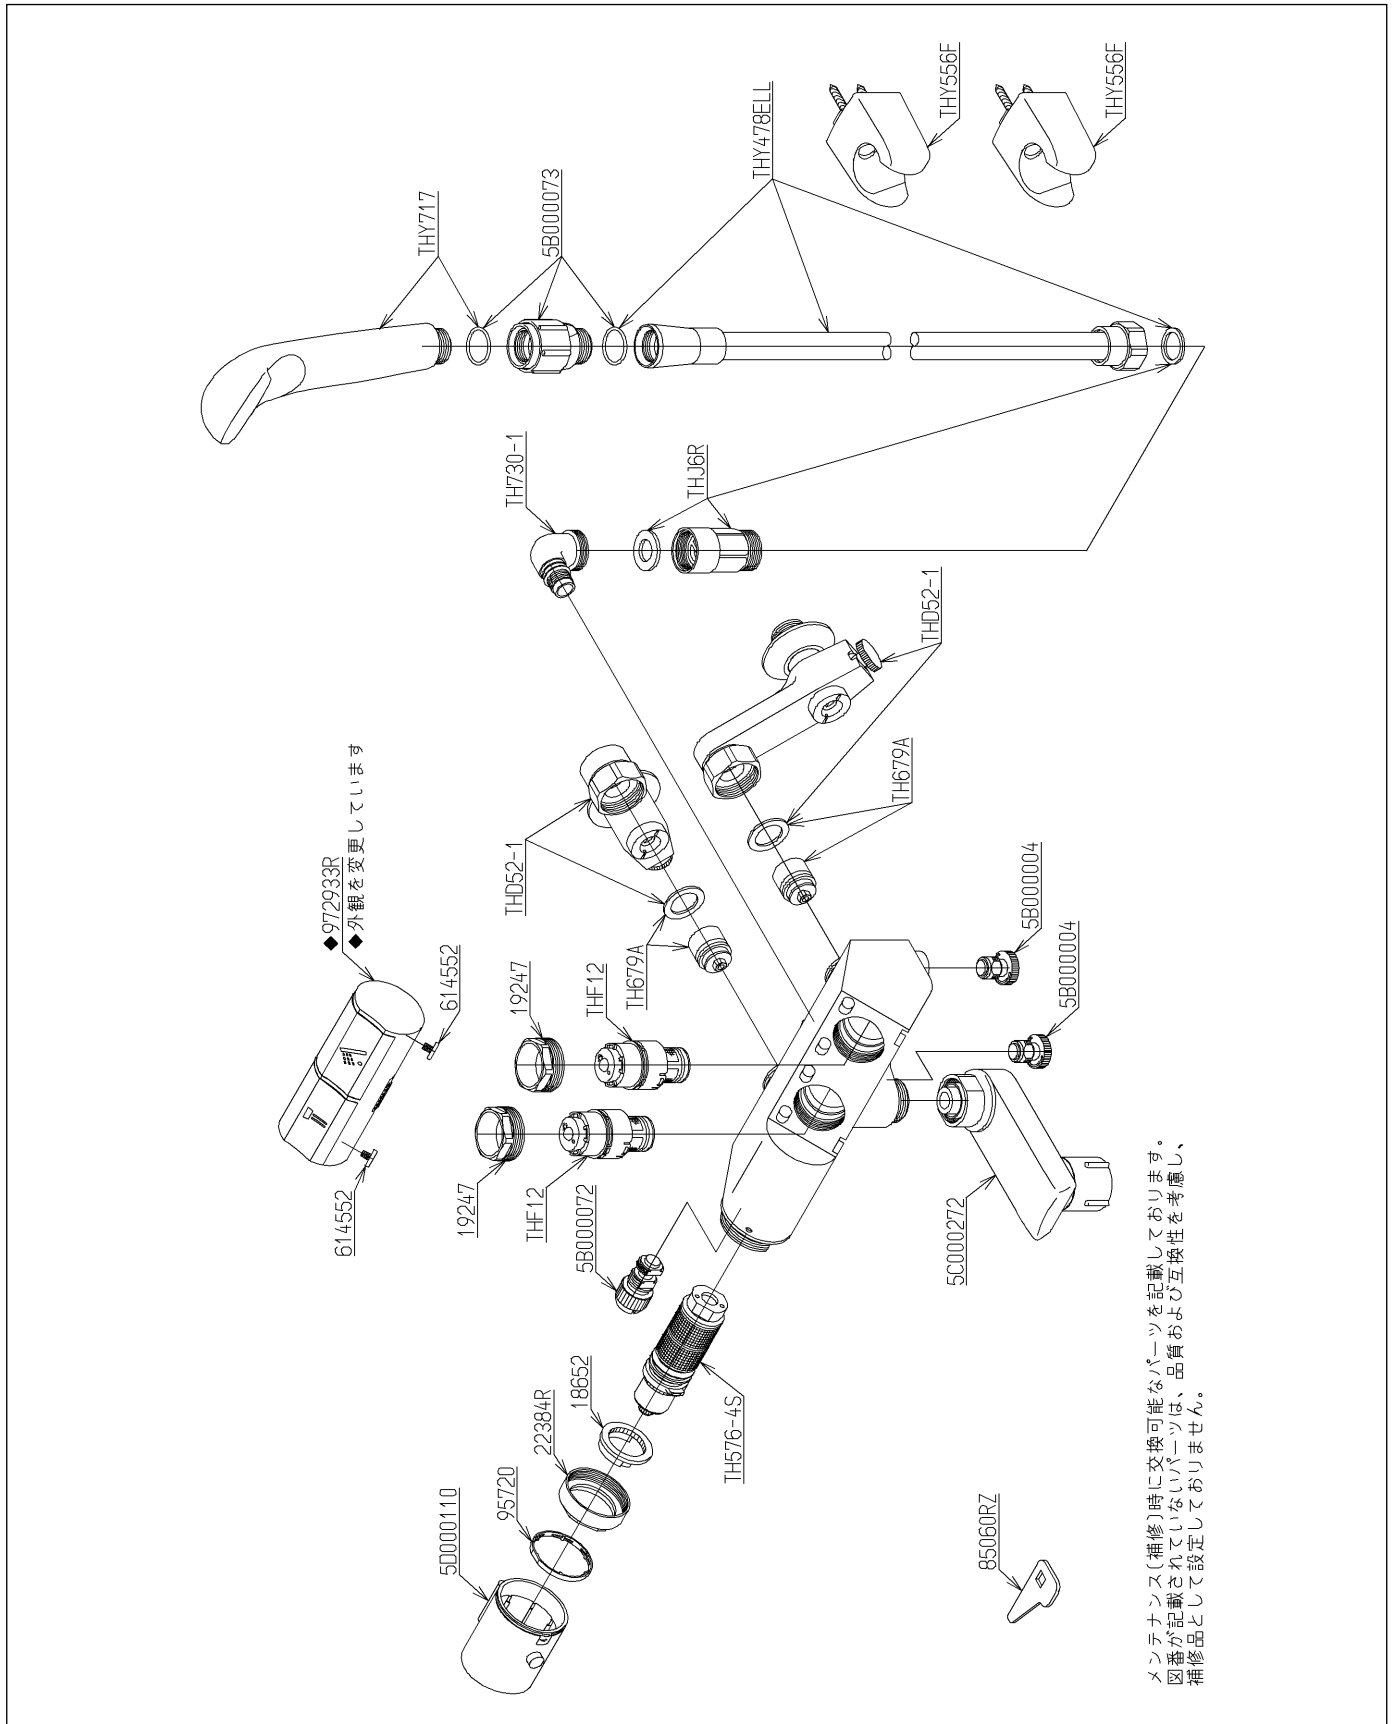 THY717
5B000073
THY478ELL
THY556F
THY556F
TH730-1
THJ6R
THD52-1
TH679A
◆972933R
◆外観を変更しています
614552
614552
19247
THF12
THD52-1
TH679A
19247
THF12
5B000072
5B000004
5B000004
5C000272
TH576-4S
18652
22384R
95720
5D000110
85060RZ
メンテナンス(補修)時に交換可能なパーツを記載しております。
図番が記載されていないパーツは、品質および互換性を考慮し、
補修品として設定しておりません。